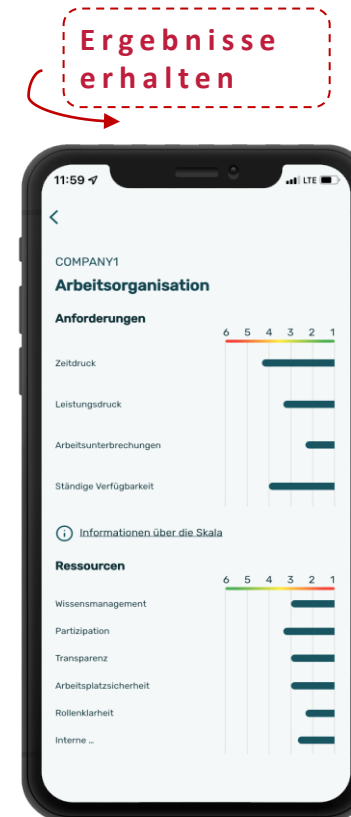 Ergebnisse
erhalten
11:59 LTE
COMPANY1
Arbeitsorganisation
Anforderungen
6 5 4 3 2 1
Zeitdruck
Leistungsdruck
Arbeitsunterbrechungen
Ständige Verfügbarkeit
Informationen über die Skala
Ressourcen
6 5 4 3 2 1
Wissensmanagement
Partizipation
Transparenz
Arbeitsplatzsicherheit
Rollenklarheit
Interne ...